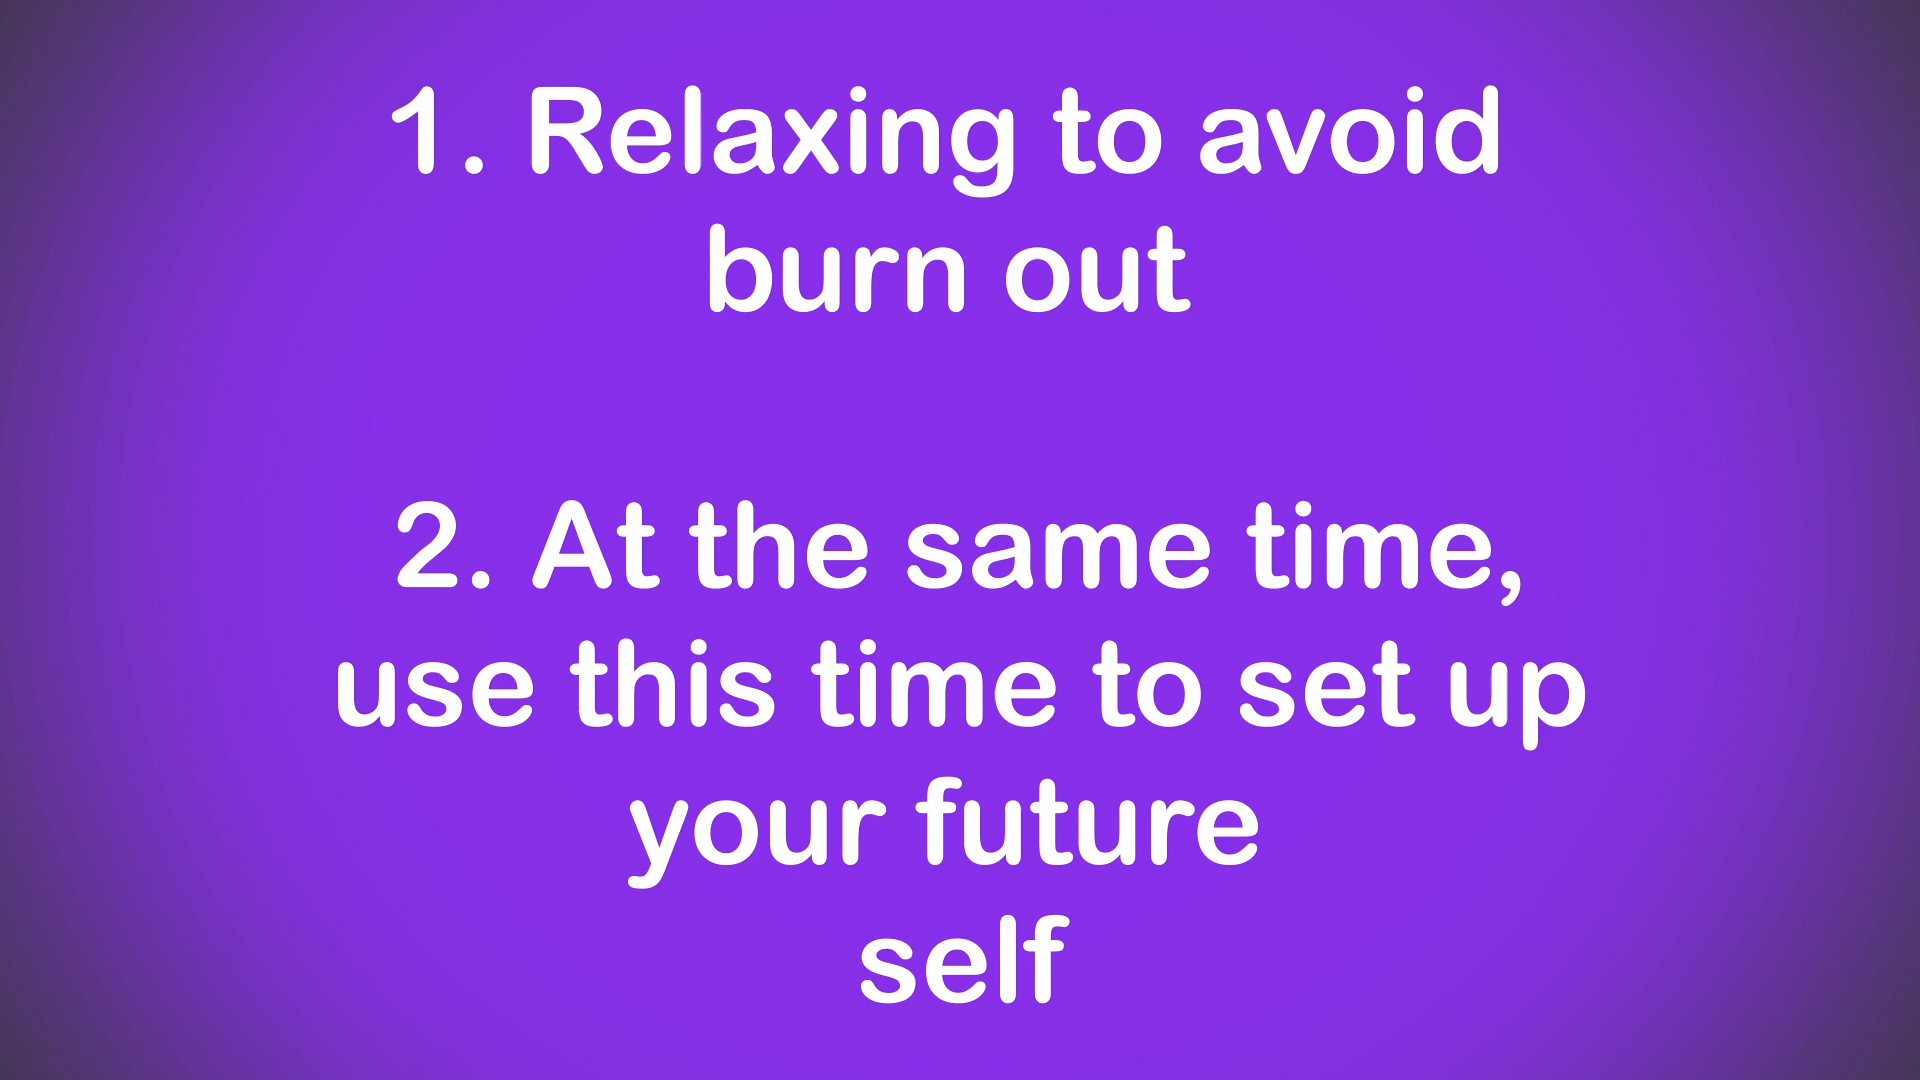 1. Relaxing to avoid
burn out
2. At the same time,
use this time to set up
your future
self